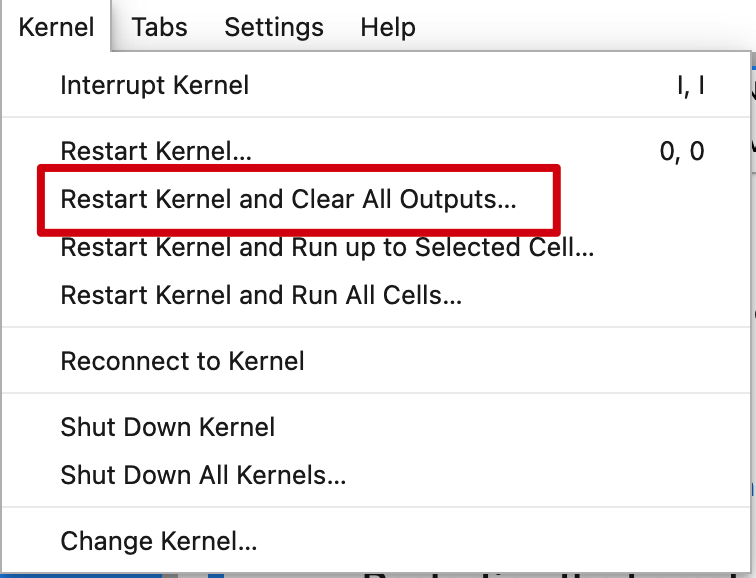 Kernel Tabs Settings Help
Interrupt Kernel I, I
Restart Kernel... 0, 0
Restart Kernel and Clear All Outputs...
Restart Kernel and Run up to Selected Cell...
Restart Kernel and Run All Cells...
Reconnect to Kernel
Shut Down Kernel
Shut Down All Kernels...
Change Kernel...